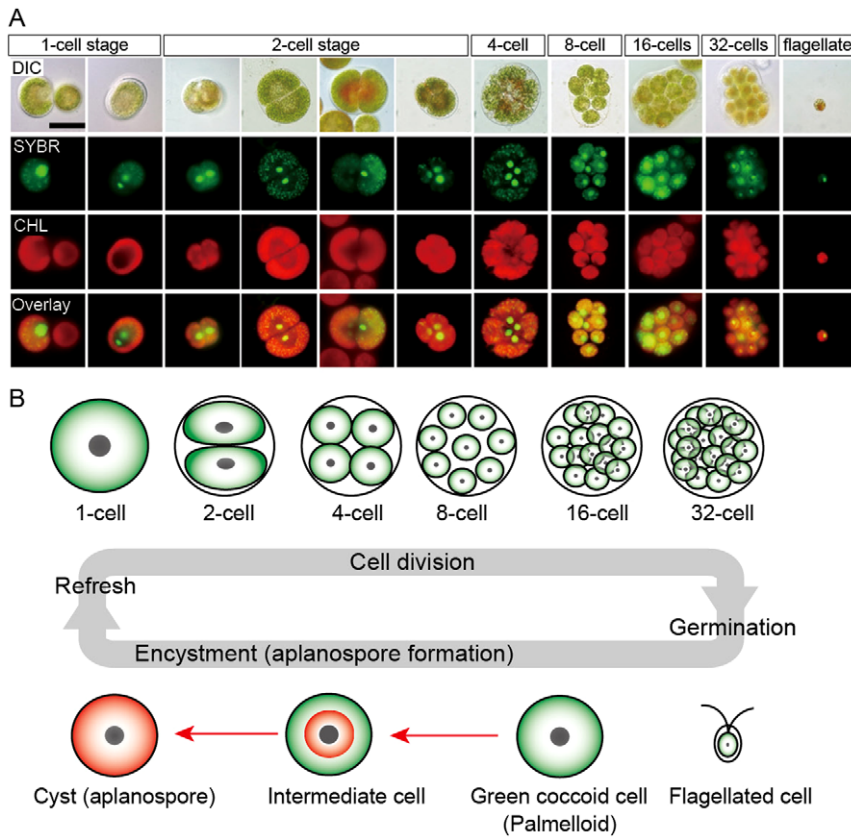 A
1-cell stage
2-cell stage
4-cell
8-cell
16-cells
32-cells
flagellate
DIC
SYBR
CHL
Overlay
B
1-cell
2-cell
4-cell
8-cell
16-cell
32-cell
Cell division
Refresh
Germination
Encystment (aplanospore formation)
Cyst (aplanospore)
Intermediate cell
Green coccoid cell
(Palmelloid)
Flagellated cell